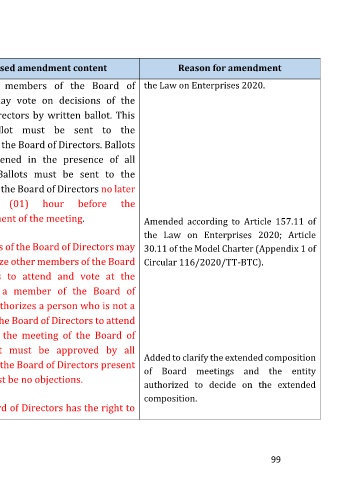 sed amendment content
Reason for amendment
members of the Board of
ay vote on decisions of the
rectors by written ballot. This
llot must be sent to the
the Board of Directors. Ballots
ened in the presence of all
Ballots must be sent to the
the Board of Directors no later
(01) hour before the
ent of the meeting.
s of the Board of Directors may
ze other members of the Board
s to attend and vote at the
a member of the Board of
thorizes a person who is not a
he Board of Directors to attend
the meeting of the Board of
t must be approved by all
the Board of Directors present
st be no objections.
rd of Directors has the right to
the Law on Enterprises 2020.
Amended according to Article 157.11 of
the Law on Enterprises 2020; Article
30.11 of the Model Charter (Appendix 1 of
Circular 116/2020/TT-BTC).
Added to clarify the extended composition
of Board meetings and the entity
authorized to decide on the extended
composition.
99